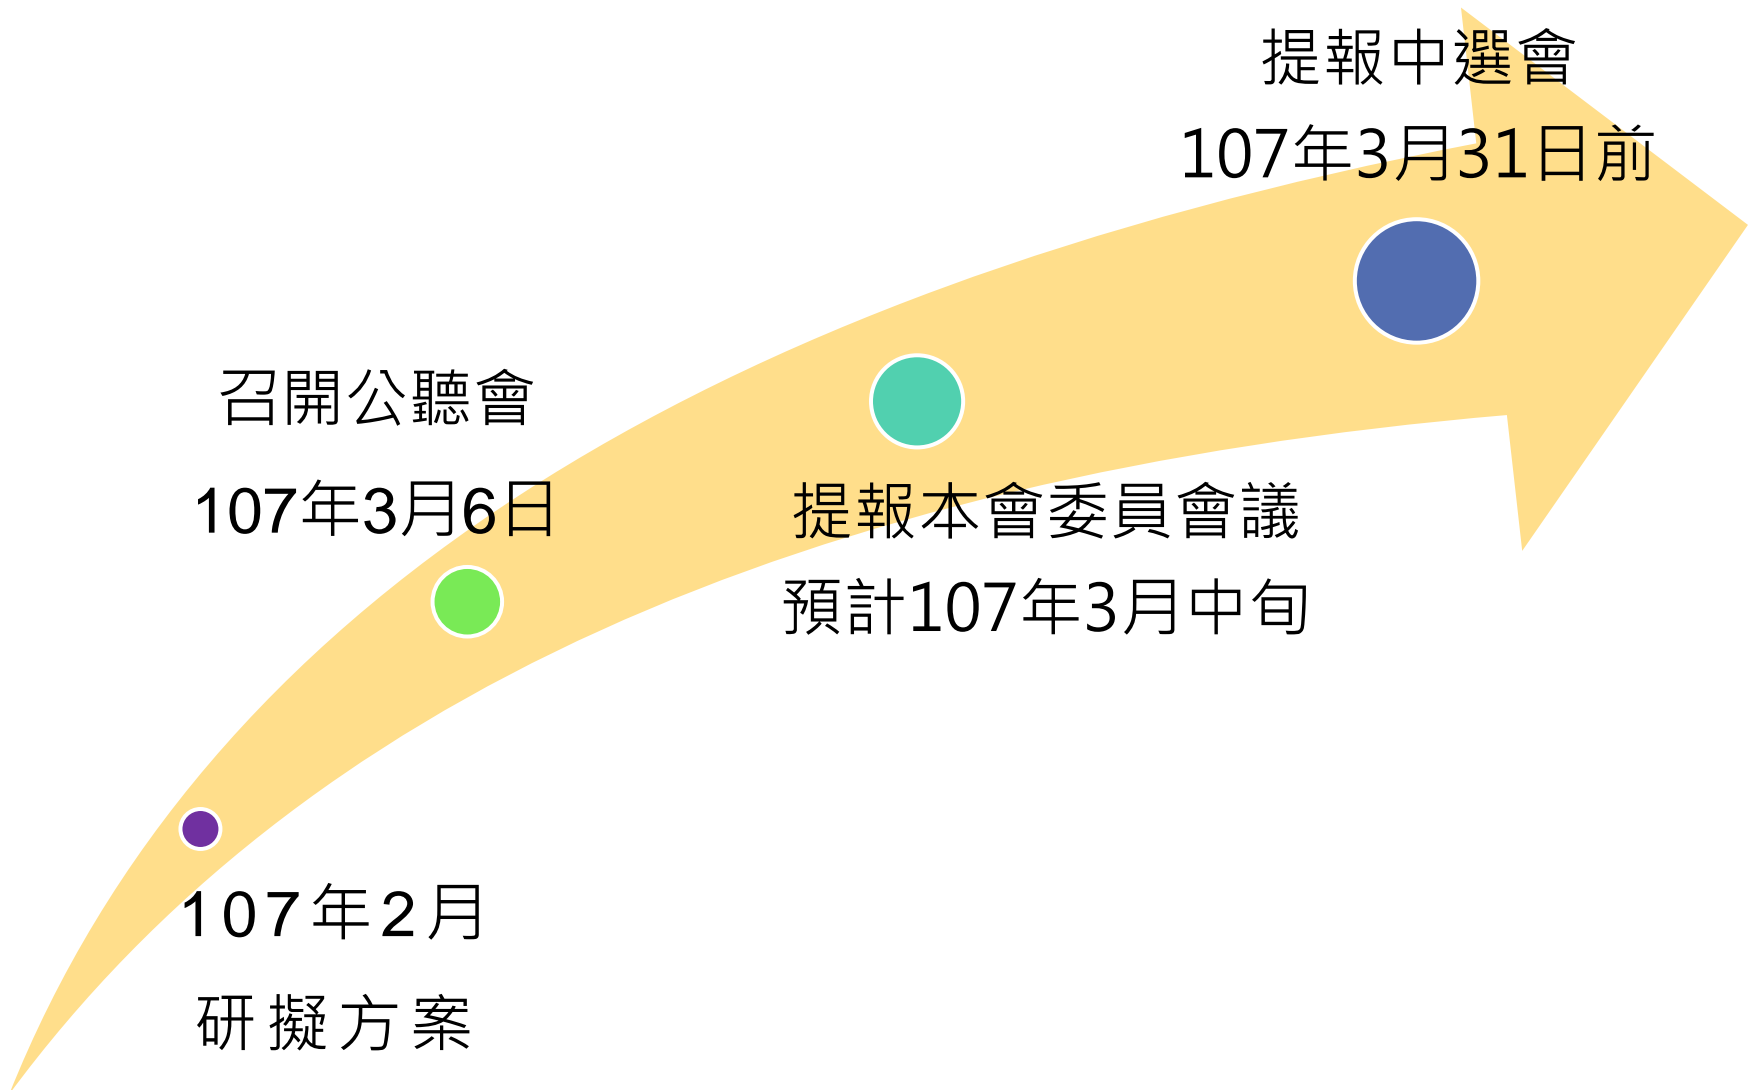 提報中選會
107年3月31日前
召開公聽會
107年3月6日
提報本會委員會議
預計107年3月中旬
107年2月
研擬方案